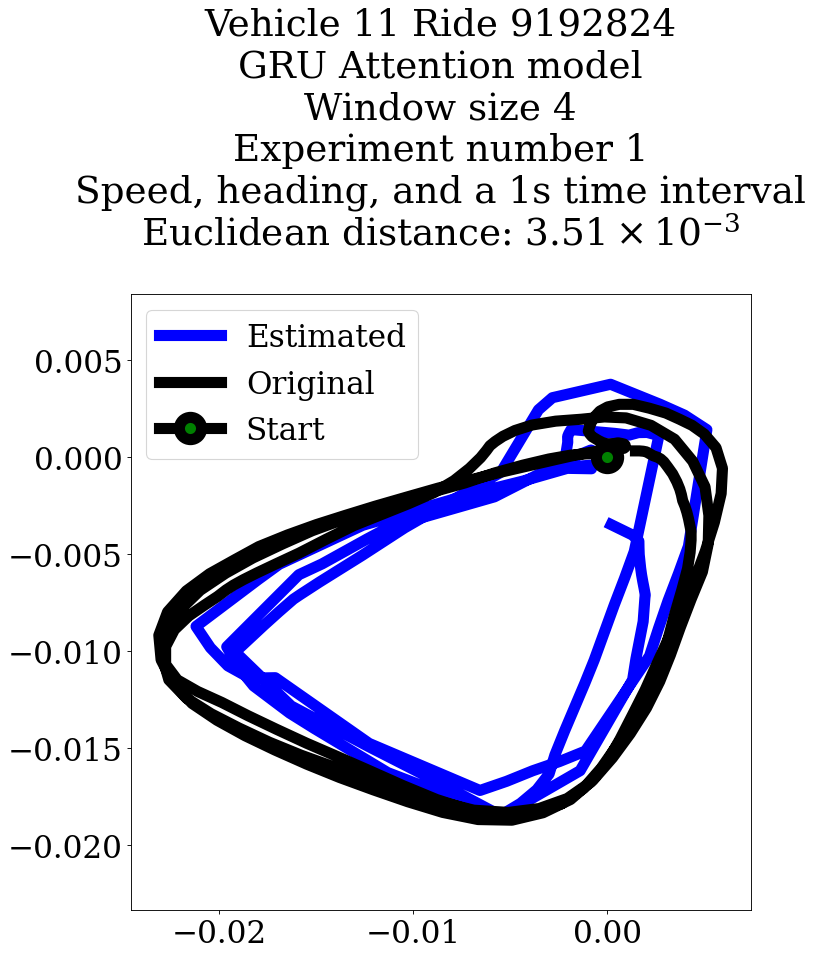 Vehicle 11 Ride 9192824
GRU Attention model
Window size 4
Experiment number 1
Speed, heading, and a 1s time interval
Euclidean distance: 3.51 × 10⁻³
Estimated
Original
Start
0.005
0.000
−0.005
−0.010
−0.015
−0.020
−0.02
−0.01
0.00